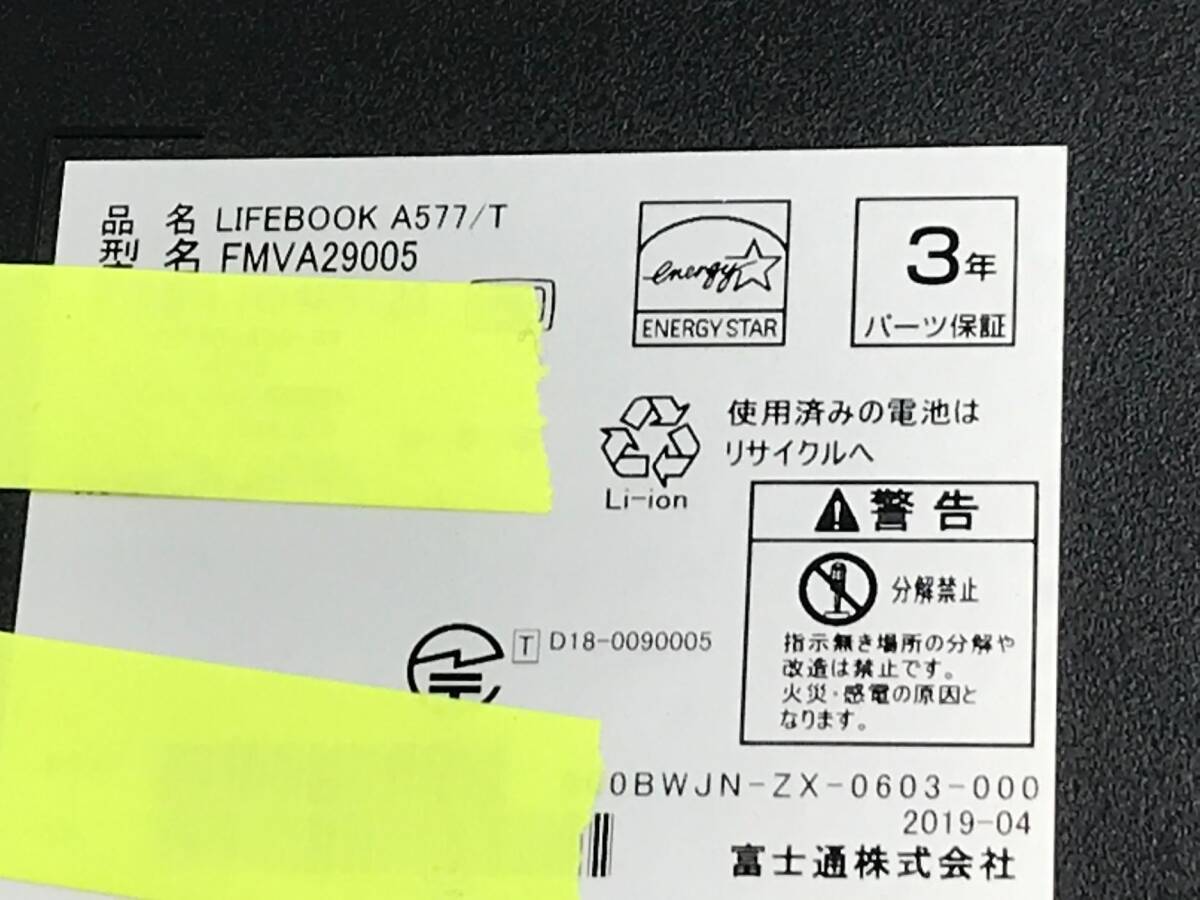 品 名 LIFEBOOK A577/T
型 名 FMVA29005
energy
ENERGY STAR
3年
パーツ保証
使用済みの電池は
リサイクルへ
Li-ion
警告
分解禁止
指示無き場所の分解や
改造は禁止です。
火災・感電の原因と
なります。
T D18-0090005
0BWJN-ZX-0603-000
2019-04
富士通株式会社